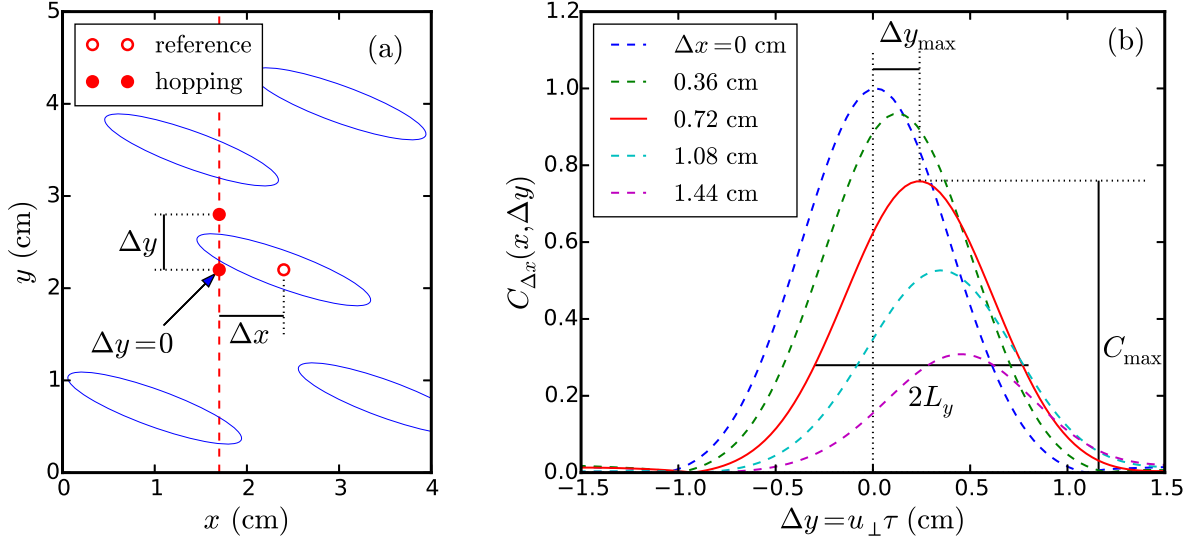 (a)
reference
hopping
5
4
3
2
1
0
y (cm)
Δy
Δy=0
Δx
0 1 2 3 4
x (cm)
(b)
Δx=0 cm
0.36 cm
0.72 cm
1.08 cm
1.44 cm
Δy_max
C_max
2L_y
1.2
1.0
0.8
0.6
0.4
0.2
0.0
C_Δx(x,Δy)
−1.5 −1.0 −0.5 0.0 0.5 1.0 1.5
Δy=u_⊥τ (cm)